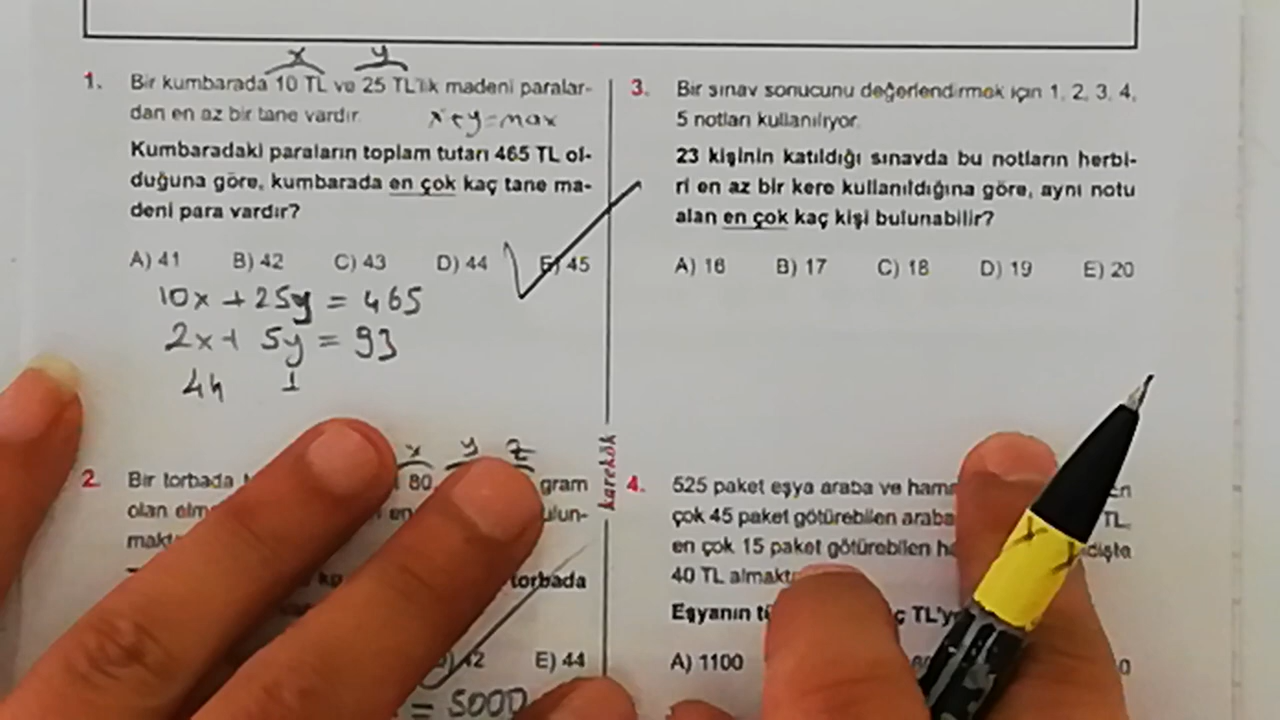 x y
1. Bir kumbarada 10 TL ve 25 TL'lik madeni paralar-
dan en az bir tane vardır.
x+y=max
Kumbaradaki paraların toplam tutarı 465 TL ol-
duğuna göre, kumbarada en çok kaç tane ma-
deni para vardır?
A) 41 B) 42 C) 43 D) 44 E) 45
10x + 25y = 465
2x + 5y = 93
44 1
x y z
2. Bir torbada 80 gram
olan ulun-
torbada
42 E) 44
= 5000
karekök
3. Bir sınav sonucunu değerlendirmek için 1, 2, 3, 4,
5 notları kullanılıyor.
23 kişinin katıldığı sınavda bu notların herbi-
ri en az bir kere kullanıldığına göre, aynı notu
alan en çok kaç kişi bulunabilir?
A) 16 B) 17 C) 18 D) 19 E) 20
4. 525 paket eşya araba ve
çok 45 paket götürebilen araba TL,
en çok 15 paket götürebilen
40 TL
Eşyanın TL'y
A) 1100